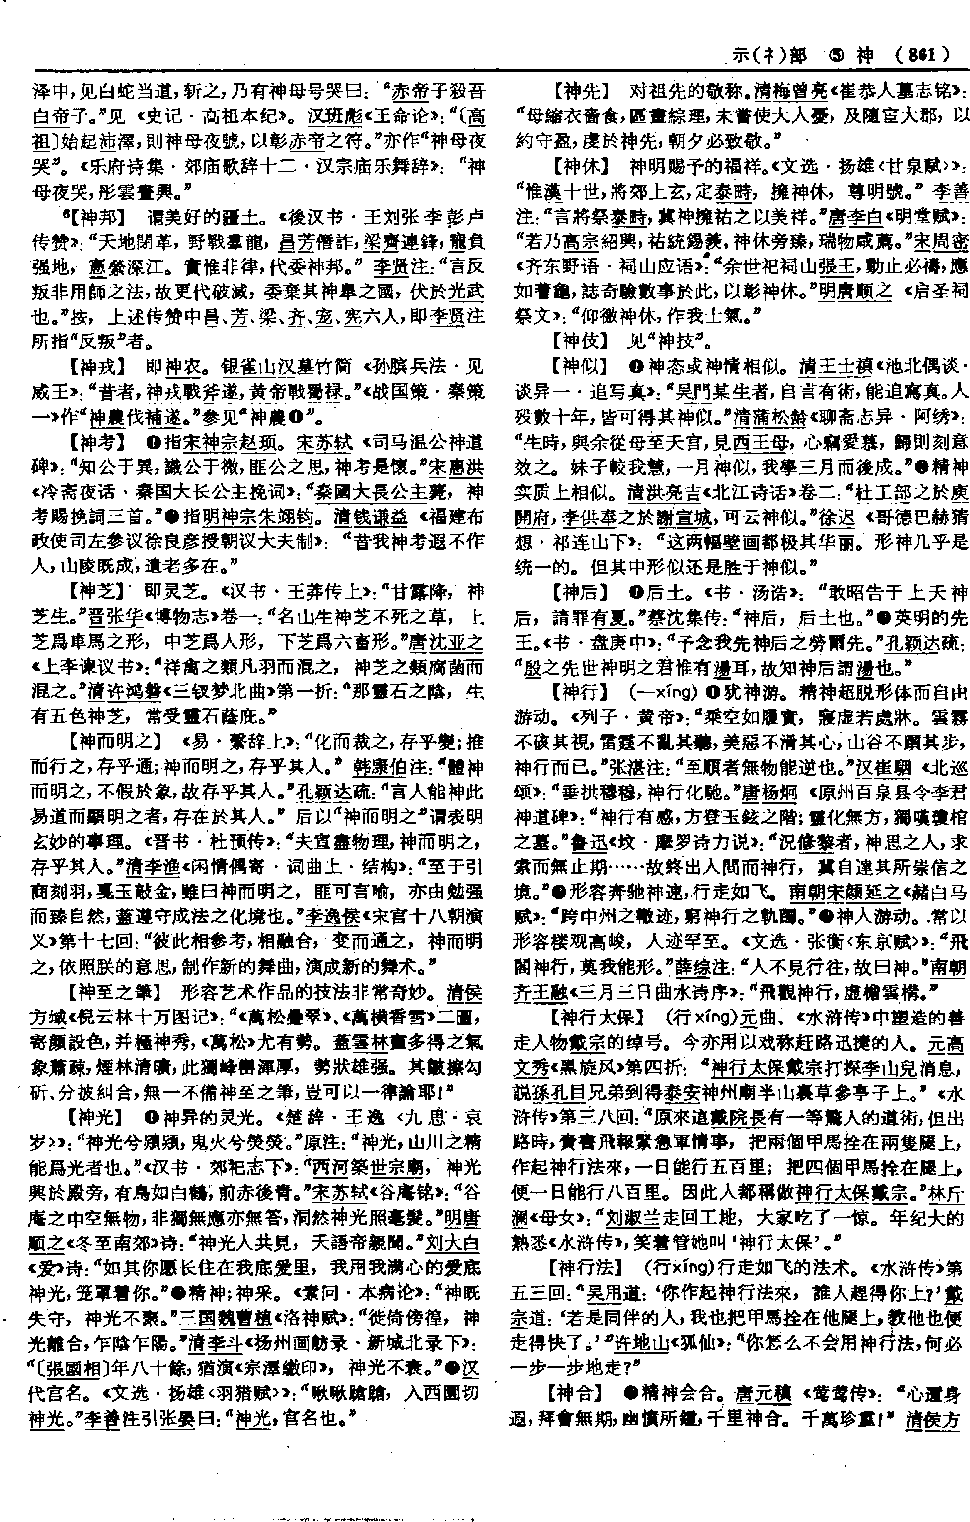 示(礻)部 ⑤ 神 (861)
泽中,见白蛇当道,斩之,乃有神母号哭曰:“赤帝子殺吾
白帝子。”见《史记·高祖本纪》。汉班彪《王命论》:“〔高
祖〕始起沛澤,則神母夜號,以彰赤帝之符。”亦作“神母夜
哭”。《乐府诗集·郊庙歌辞十二·汉宗庙乐舞辞》:“神
母夜哭,彤雲晝興。”
【神邦】 谓美好的疆土。《後汉书·王刘张李彭卢
传赞》:“天地閉革,野戰羣龍,昌芳僭詐,梁齊連鋒,寵負
强地,憲縈深江。實惟非律,代委神邦。”李贤注:“言反
叛非用師之法,故更代破滅,委棄其神皐之國,伏於光武
也。”按,上述传赞中昌、芳、梁、齐、宠、宪六人,即李贤注
所指“反叛”者。
【神戎】 即神农。银雀山汉墓竹简《孙膑兵法·见
威王》:“昔者,神戎戰斧遂,黄帝戰蜀禄。”《战国策·秦策
一》作“神農伐補遂。”参见“神農❶”。
【神考】 ❶指宋神宗赵顼。宋苏轼《司马温公神道
碑》:“知公于異,識公于微,匪公之思,神考是懷。”宋惠洪
《冷斋夜话·秦国大长公主挽词》:“秦國大長公主薨,神
考賜挽詞三首。”❷指明神宗朱翊钧。清钱谦益《福建布
政使司左参议徐良彦授朝议大夫制》:“昔我神考遐不作
人,山陵既成,遺老多在。”
【神芝】 即灵芝。《汉书·王莽传上》:“甘露降,神
芝生。”晋张华《博物志》卷一:“名山生神芝不死之草,上
芝爲車馬之形,中芝爲人形,下芝爲六畜形。”唐沈亚之
《上李谏议书》:“祥禽之類凡羽而混之,神芝之類腐菌而
混之。”清许鸿磐《三钗梦北曲》第一折:“那靈石之陰,生
有五色神芝,常受靈石蔭庇。”
【神而明之】 《易·繫辞上》:“化而裁之,存乎變;推
而行之,存乎通;神而明之,存乎其人。”韩康伯注:“體神
而明之,不假於象,故存乎其人。”孔颖达疏:“言人能神此
易道而顯明之者,存在於其人。”后以“神而明之”谓表明
玄妙的事理。《晋书·杜预传》:“夫宣盡物理,神而明之,
存乎其人。”清李渔《闲情偶寄·词曲上·结构》:“至于引
商刻羽,戛玉敲金,雖曰神而明之,匪可言喻,亦由勉强
而臻自然,蓋遵守成法之化境也。”李逸侯《宋宫十八朝演
义》第十七回:“彼此相参考,相融合,变而通之,神而明
之,依照朕的意思,制作新的舞曲,演成新的舞术。”
【神至之筆】 形容艺术作品的技法非常奇妙。清侯
方域《倪云林十万图记》:“《萬松疊翠》、《萬横香雪》二圖,
寄顔設色,并極神秀,《萬松》尤有勢。蓋雲林畫多得之氣
象蕭疎,煙林清曠,此獨峰巒渾厚,勢狀雄强。其皴擦勾
斫、分披糾合,無一不備神至之筆,豈可以一律論耶!”
【神光】 ❶神异的灵光。《楚辞·王逸〈九思·哀
岁〉》:“神光兮熲熲,鬼火兮熒熒。”原注:“神光,山川之精
能爲光者也。”《汉书·郊祀志下》:“西河築世宗廟,神光
興於殿旁,有鳥如白鶴,前赤後青。”宋苏轼《谷庵铭》:“谷
庵之中空無物,非獨無應亦無答,洞然神光照毫髮。”明唐
顺之《冬至南郊》诗:“神光人共見,天語帝親聞。”刘大白
《爱》诗:“如其你愿长住在我底爱里,我用我满心的爱底
神光,笼罩着你。”❷精神;神采。《素问·本病论》:“神既
失守,神光不聚。”三国魏曹植《洛神赋》:“徙倚傍徨,神
光離合,乍陰乍陽。”清李斗《扬州画舫录·新城北录下》:
“〔張國相〕年八十餘,猶演《宗澤繳印》,神光不衰。”❸汉
代宫名。《文选·扬雄〈羽猎赋〉》:“啾啾蹌蹌,入西園切
神光。”李善注引张晏曰:“神光,宫名也。”
【神先】 对祖先的敬称。清梅曾亮《崔恭人墓志铭》:
“母縮衣嗇食,區畫綜理,未嘗使大人憂,及隨宦大郡,以
約守盈,虔於神先,朝夕必致敬。”
【神休】 神明赐予的福祥。《文选·扬雄〈甘泉赋〉》:
“惟漢十世,將郊上玄,定泰畤,擁神休,尊明號。”李善
注:“言將祭泰畤,冀神擁祐之以美祥。”唐李白《明堂赋》:
“若乃高宗紹興,祐統錫羨,神休旁臻,瑞物咸薦。”宋周密
《齐东野语·祠山应语》:“余世祀祠山張王,動止必禱,應
如蓍龜,誌奇驗數事於此,以彰神休。”明唐顺之《启圣祠
祭文》:“仰徼神休,作我士氣。”
【神伎】 见“神技”。
【神似】 ❶神态或神情相似。清王士禛《池北偶谈·
谈异一·追写真》:“吴門某生者,自言有術,能追寫真。人
殁數十年,皆可得其神似。”清蒲松龄《聊斋志异·阿绣》:
“生時,與余從母至天宫,見西王母,心竊愛慕,歸則刻意
效之。妹子較我慧,一月神似,我學三月而後成。”❷精神
实质上相似。清洪亮吉《北江诗话》卷二:“杜工部之於庾
開府,李供奉之於謝宣城,可云神似。”徐迟《哥德巴赫猜
想·祁连山下》:“这两幅壁画都极其华丽。形神几乎是
统一的。但其中形似还是胜于神似。”
【神后】 ❶后土。《书·汤诰》:“敢昭告于上天神
后,請罪有夏。”蔡沈集传:“神后,后土也。”❷英明的先
王。《书·盘庚中》:“予念我先神后之勞爾先。”孔颖达疏:
“殷之先世神明之君惟有湯耳,故知神后謂湯也。”
【神行】 (—xíng)❶犹神游。精神超脱形体而自由
游动。《列子·黄帝》:“乘空如履實,寢虚若處牀。雲霧
不硋其視,雷霆不亂其聽,美惡不滑其心,山谷不躓其步,
神行而已。”张湛注:“至順者無物能逆也。”汉崔駰《北巡
颂》:“垂拱穆穆,神行化馳。”唐杨炯《原州百泉县令李君
神道碑》:“神行有感,方登玉鉉之階;靈化無方,獨嘆瓊棺
之墓。”鲁迅《坟·摩罗诗力说》:“况修黎者,神思之人,求
索而無止期……故終出人間而神行,冀自達其所崇信之
境。”❷形容奔驰神速,行走如飞。南朝宋颜延之《赭白马
赋》:“跨中州之轍迹,窮神行之軌躅。”❸神人游动。常以
形容楼观高峻,人迹罕至。《文选·张衡〈东京赋〉》:“飛
閣神行,莫我能形。”薛综注:“人不見行往,故曰神。”南朝
齐王融《三月三日曲水诗序》:“飛觀神行,虚檐雲構。”
【神行太保】 (行xíng)元曲、《水浒传》中塑造的善
走人物戴宗的绰号。今亦用以戏称赶路迅捷的人。元高
文秀《黑旋风》第四折:“神行太保戴宗打探李山兒消息,
説孫孔目兄弟到得泰安神州廟半山裏草參亭子上。”《水
浒传》第三八回:“原來這戴院長有一等驚人的道術,但出
路時,賫書飛報緊急軍情事,把兩個甲馬拴在兩隻腿上,
作起神行法來,一日能行五百里;把四個甲馬拴在腿上,
便一日能行八百里。因此人都稱做神行太保戴宗。”林斤
澜《母女》:“刘淑兰走回工地,大家吃了一惊。年纪大的
熟悉《水浒传》,笑着管她叫‘神行太保’。”
【神行法】 (行xíng)行走如飞的法术。《水浒传》第
五三回:“吴用道:‘你作起神行法來,誰人趕得你上?’戴
宗道:‘若是同伴的人,我也把甲馬拴在他腿上,教他也便
走得快了。’”许地山《狐仙》:“你怎么不会用神行法,何必
一步一步地走?”
【神合】 ❶精神会合。唐元稹《莺莺传》:“心邇身
遐,拜會無期,幽憤所鍾,千里神合。千萬珍重!”清侯方